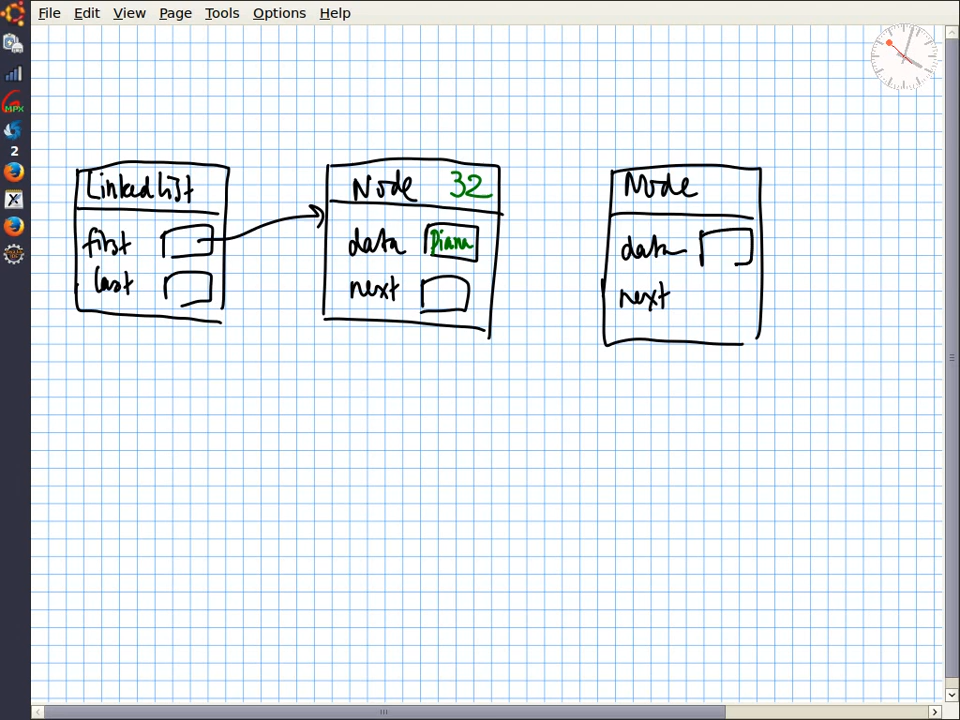 File Edit View Page Tools Options Help
MPX
2
LinkedList
first
last
Node 32
data Diana
next
Node
data
next